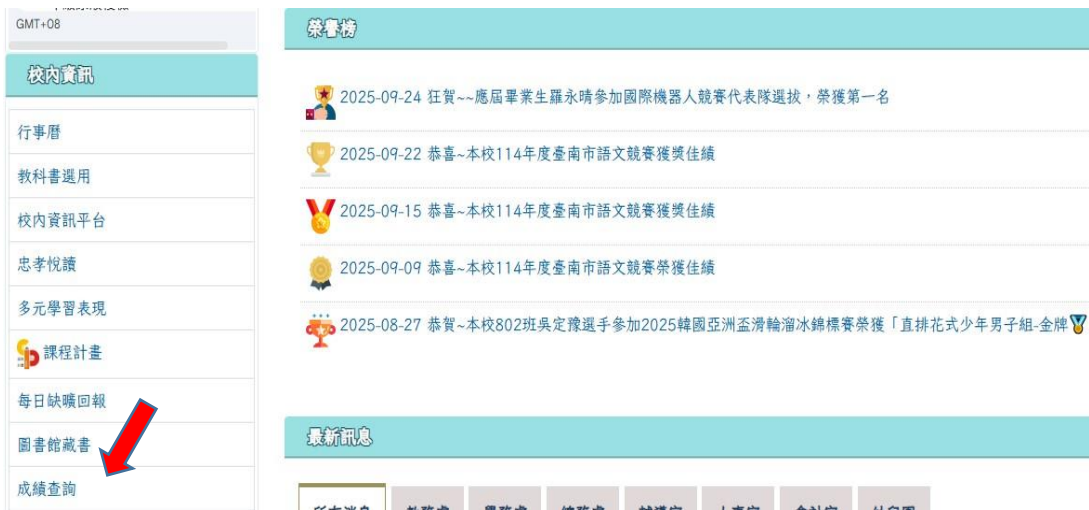 GMT+08
校內資訊
行事曆
教科書選用
校內資訊平台
忠孝悅讀
多元學習表現
課程計畫
每日缺曠回報
圖書館藏書
成績查詢
榮譽榜
2025-09-24 狂賀~~應屆畢業生羅永晴參加國際機器人競賽代表隊選拔，榮獲第一名
2025-09-22 恭喜~本校114年度臺南市語文競賽獲獎佳績
2025-09-15 恭喜~本校114年度臺南市語文競賽獲獎佳績
2025-09-09 恭喜~本校114年度臺南市語文競賽榮獲佳績
2025-08-27 恭賀~本校802班吳定豫選手參加2025韓國亞洲盃滑輪溜冰錦標賽榮獲「直排花式少年男子組-金牌
最新訊息